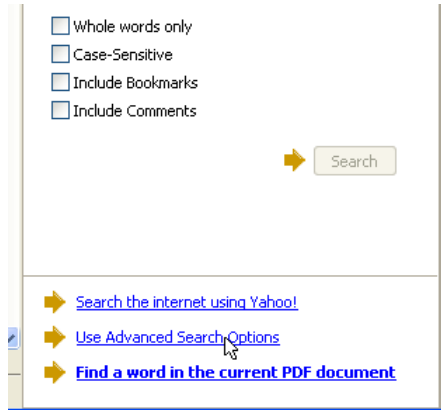 Whole words only
Case-Sensitive
Include Bookmarks
Include Comments
Search
Search the internet using Yahoo!
Use Advanced Search Options
Find a word in the current PDF document